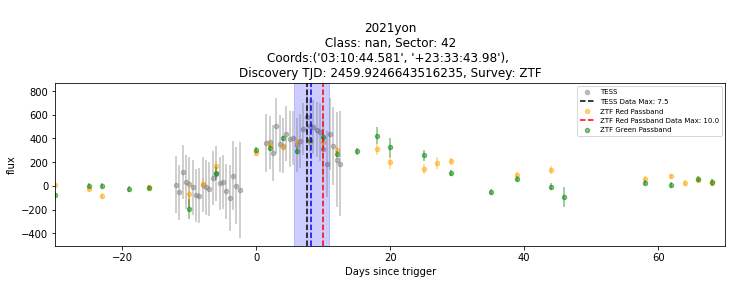 2021yon
Class: nan, Sector: 42
Coords:('03:10:44.581', '+23:33:43.98'),
Discovery TJD: 2459.9246643516235, Survey: ZTF
800
600
400
200
0
−200
−400
flux
TESS
TESS Data Max: 7.5
ZTF Red Passband
ZTF Red Passband Data Max: 10.0
ZTF Green Passband
−20
0
20
40
60
Days since trigger